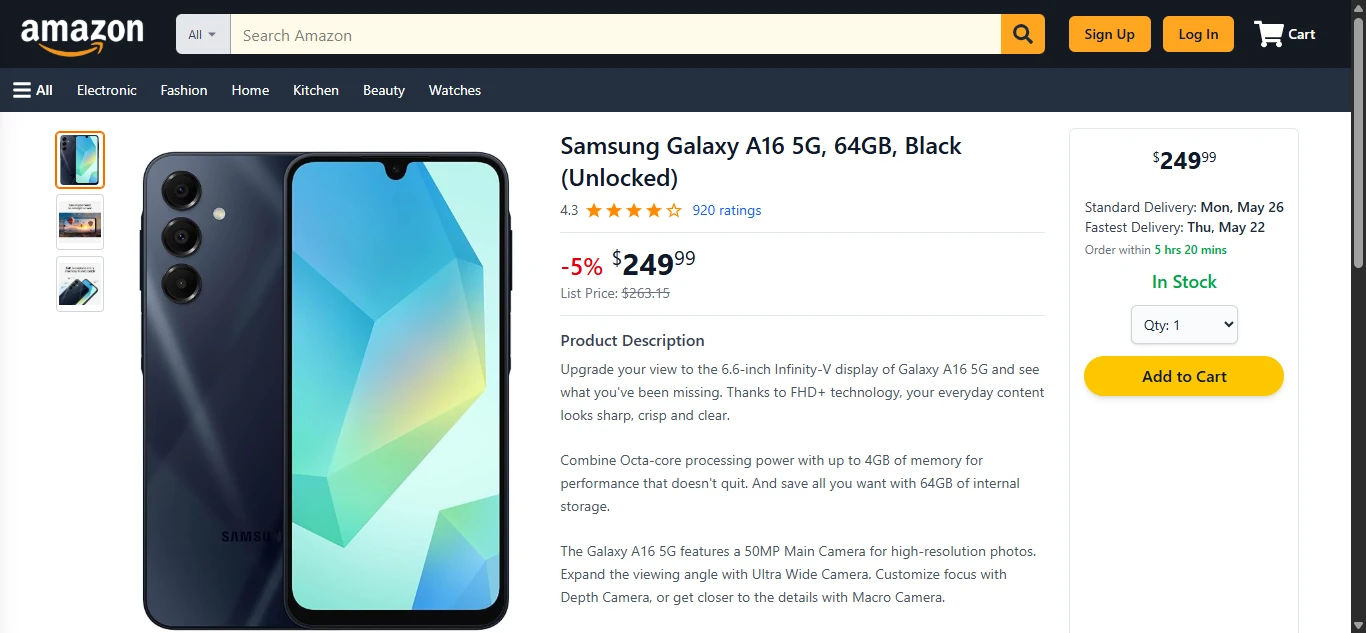 amazon
All
Search Amazon
Sign Up
Log In
Cart
All
Electronic
Fashion
Home
Kitchen
Beauty
Watches
SAMSU
Samsung Galaxy A16 5G, 64GB, Black
(Unlocked)
4.3
920 ratings
-5% $249.99
List Price: $263.15
Product Description
Upgrade your view to the 6.6-inch Infinity-V display of Galaxy A16 5G and see
what you've been missing. Thanks to FHD+ technology, your everyday content
looks sharp, crisp and clear.
Combine Octa-core processing power with up to 4GB of memory for
performance that doesn't quit. And save all you want with 64GB of internal
storage.
The Galaxy A16 5G features a 50MP Main Camera for high-resolution photos.
Expand the viewing angle with Ultra Wide Camera. Customize focus with
Depth Camera, or get closer to the details with Macro Camera.
$249 99
Standard Delivery: Mon, May 26
Fastest Delivery: Thu, May 22
Order within 5 hrs 20 mins
In Stock
Qty: 1
Add to Cart